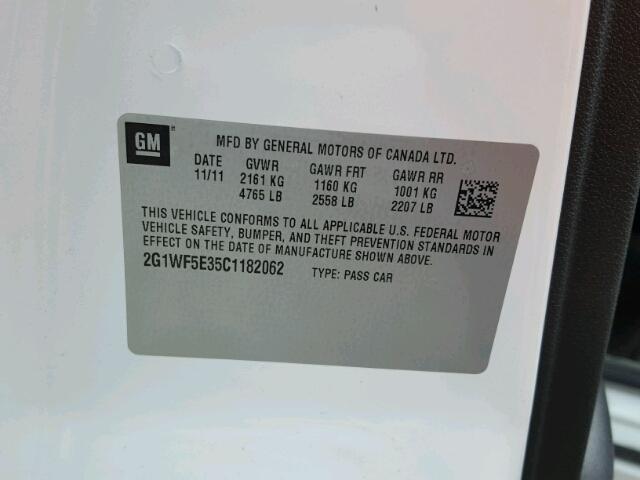 GM
MFD BY GENERAL MOTORS OF CANADA LTD.
DATE GVWR GAWR FRT GAWR RR
11/11 2161 KG 1160 KG 1001 KG
4765 LB 2558 LB 2207 LB
THIS VEHICLE CONFORMS TO ALL APPLICABLE U.S. FEDERAL MOTOR
VEHICLE SAFETY, BUMPER, AND THEFT PREVENTION STANDARDS IN
EFFECT ON THE DATE OF MANUFACTURE SHOWN ABOVE.
2G1WF5E35C1182062 TYPE: PASS CAR